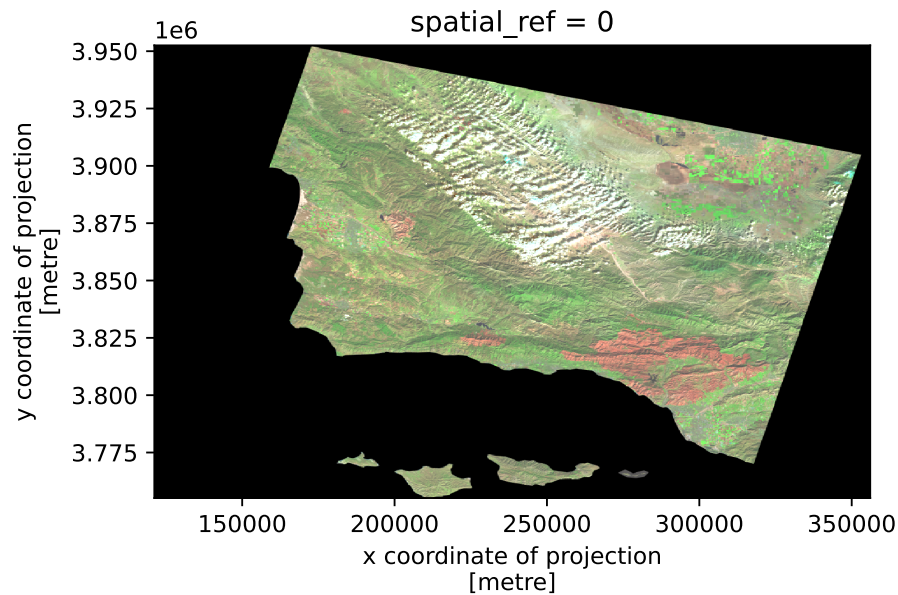 spatial_ref = 0
1e6
3.950
3.925
3.900
3.875
3.850
3.825
3.800
3.775
y coordinate of projection
[metre]
150000 200000 250000 300000 350000
x coordinate of projection
[metre]